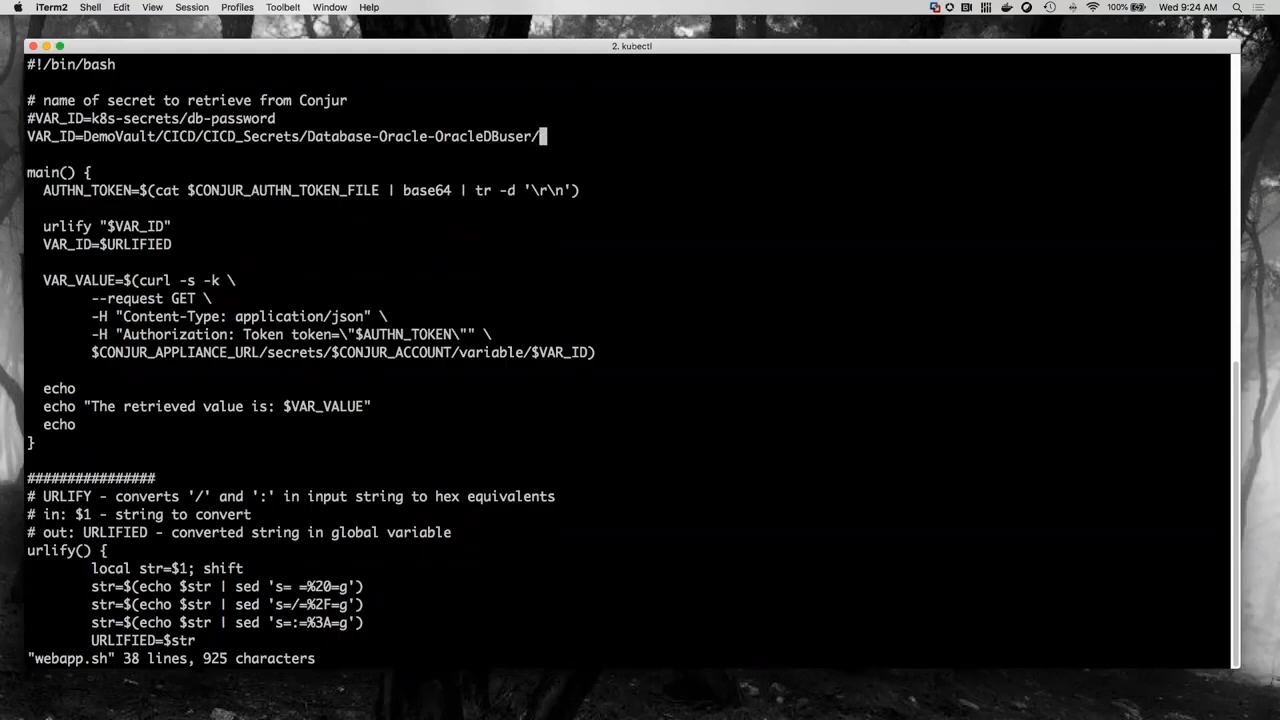 iTerm2 Shell Edit View Session Profiles Toolbelt Window Help 100% Wed 9:24 AM
2. kubectl
#!/bin/bash
# name of secret to retrieve from Conjur
#VAR_ID=k8s-secrets/db-password
VAR_ID=DemoVault/CICD/CICD_Secrets/Database-Oracle-OracleDBuser/
main() {
AUTHN_TOKEN=$(cat $CONJUR_AUTHN_TOKEN_FILE | base64 | tr -d '\r\n')
urlify "$VAR_ID"
VAR_ID=$URLIFIED
VAR_VALUE=$(curl -s -k \
--request GET \
-H "Content-Type: application/json" \
-H "Authorization: Token token=\"$AUTHN_TOKEN\"" \
$CONJUR_APPLIANCE_URL/secrets/$CONJUR_ACCOUNT/variable/$VAR_ID)
echo
echo "The retrieved value is: $VAR_VALUE"
echo
}
################
# URLIFY - converts '/' and ':' in input string to hex equivalents
# in: $1 - string to convert
# out: URLIFIED - converted string in global variable
urlify() {
local str=$1; shift
str=$(echo $str | sed 's= =%20=g')
str=$(echo $str | sed 's=/=%2F=g')
str=$(echo $str | sed 's=:=%3A=g')
URLIFIED=$str
"webapp.sh" 38 lines, 925 characters